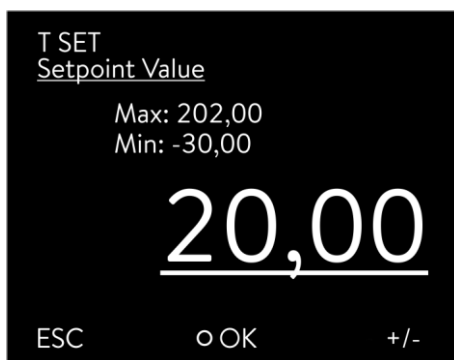 T SET
Setpoint Value
Max: 202,00
Min: -30,00
20,00
ESC OK +/-